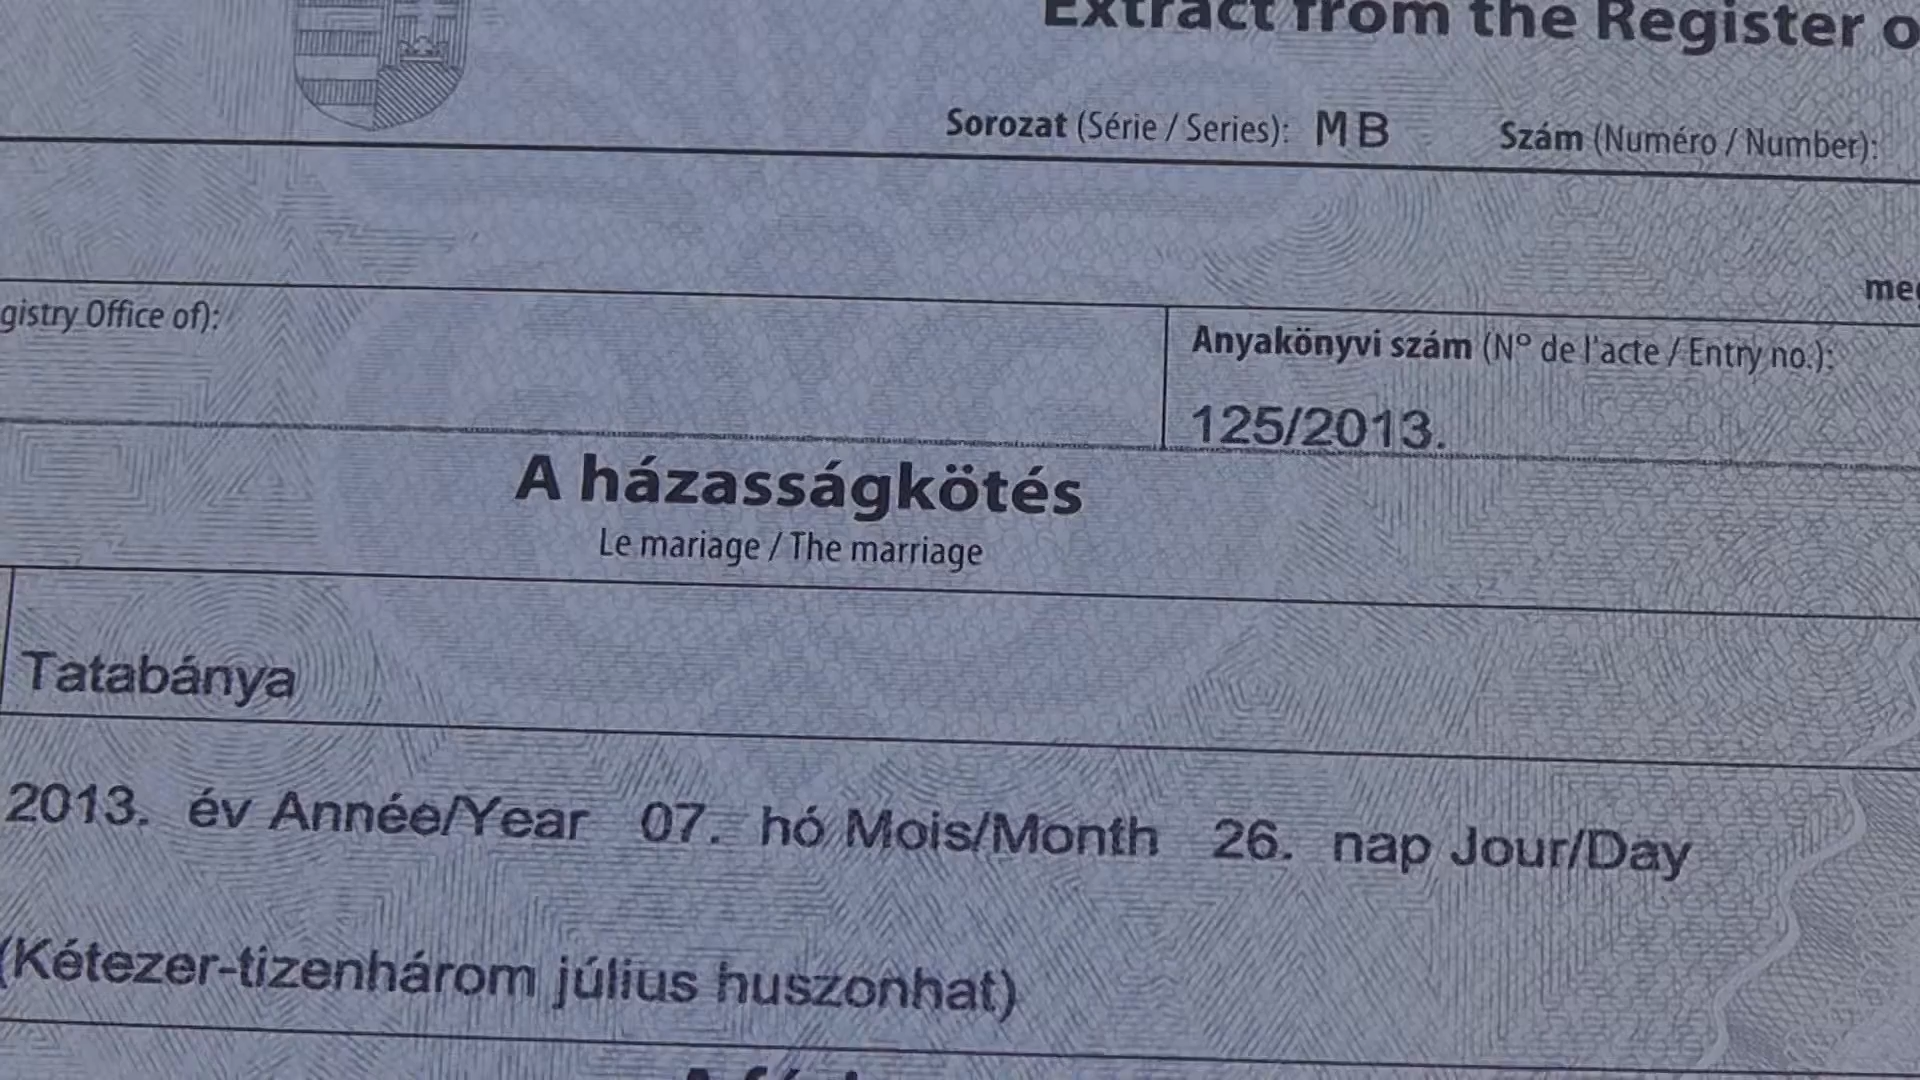 Extract from the Register o
Sorozat (Série / Series): MB Szám (Numéro / Number):
gistry Office of):
Anyakönyvi szám (Nº de l'acte / Entry no.):
125/2013.
A házasságkötés
Le mariage / The marriage
Tatabánya
2013. év Année/Year 07. hó Mois/Month 26. nap Jour/Day
(Kétezer-tizenhárom július huszonhat)